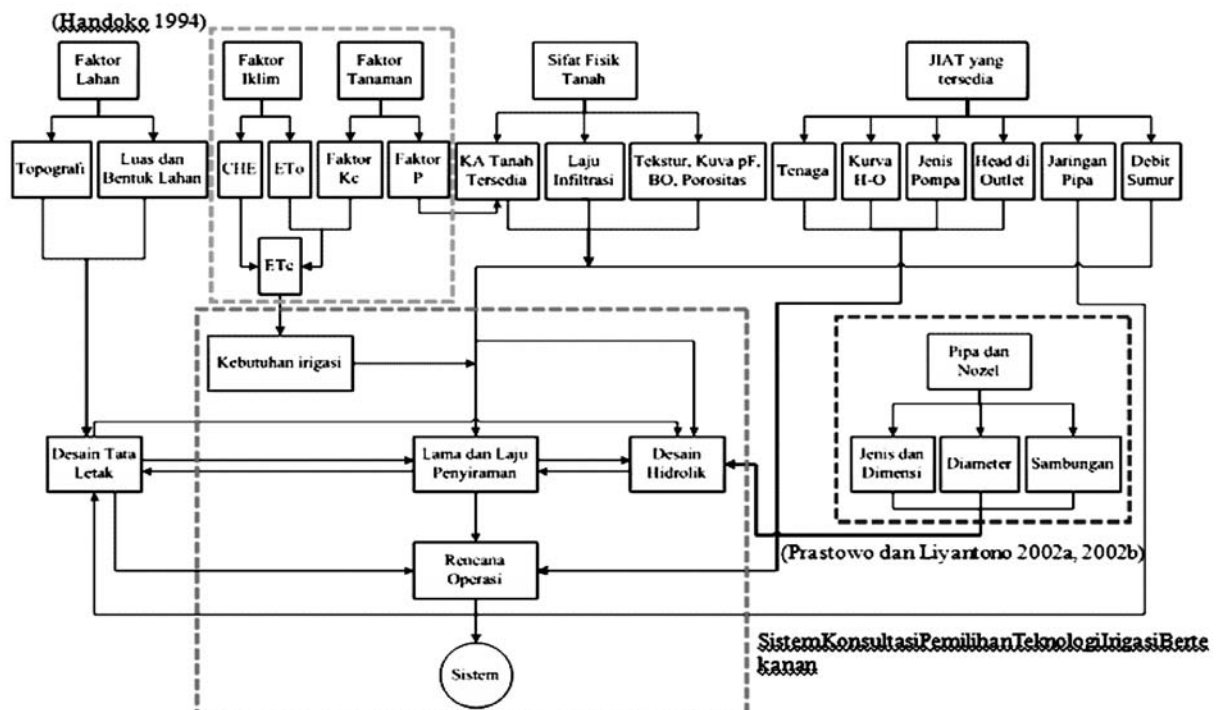 (Handoko 1994)
Faktor
Lahan
Faktor
Iklim
Faktor
Tanaman
Sifat Fisik
Tanah
JIAT yang
tersedia
Topografi
Luas dan
Bentuk Lahan
CHE
ETo
Faktor
Kc
Faktor
P
KA Tanah
Tersedia
Laju
Infiltrasi
Tekstur, Kuva pF,
BO, Porositas
Tenaga
Kurva
H-O
Jenis
Pompa
Head di
Outlet
Jaringan
Pipa
Debit
Sumur
ETc
Kebutuhan irigasi
Pipa dan
Nozel
Desain Tata
Letak
Lama dan Laju
Penyiraman
Desain
Hidrolik
Jenis dan
Dimensi
Diameter
Sambungan
(Prastowo dan Liyantono 2002a, 2002b)
Rencana
Operasi
SistemKonsultasiPemilihanTeknologiIrigasiBerte
kanan
Sistem